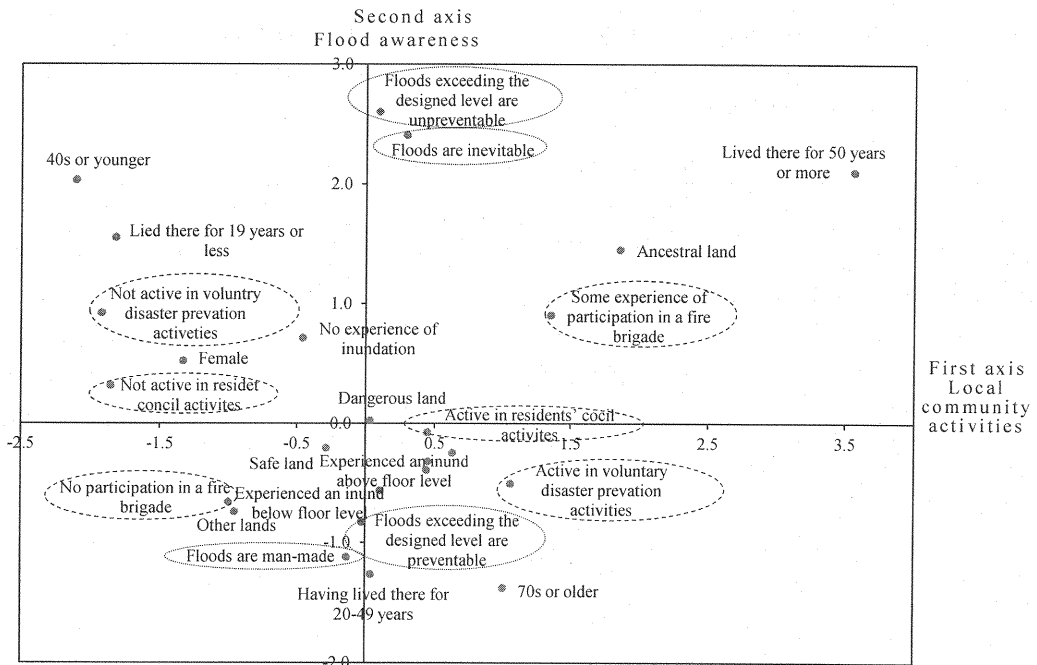 Second axis
Flood awareness
3.0
Floods exceeding the
designed level are
unpreventable
Floods are inevitable
40s or younger
Lived there for 50 years
or more
2.0
Lied there for 19 years or
less
Ancestral land
Not active in voluntry
disaster prevation
activeties
1.0
Some experience of
participation in a fire
brigade
No experience of
inundation
Female
First axis
Local
community
activities
Not active in residet
concil activites
Dangerous land
Active in residents' cocil
activites
0.0
-2.5
-1.5
-0.5
0.5
1.5
2.5
3.5
Safe land
Experienced an inund
above floor level
Active in voluntary
disaster prevation
activities
No participation in a fire
brigade
Experienced an inund
below floor level
Other lands
Floods exceeding the
designed level are
preventable
-1.0
Floods are man-made
Having lived there for
20-49 years
70s or older
-2.0